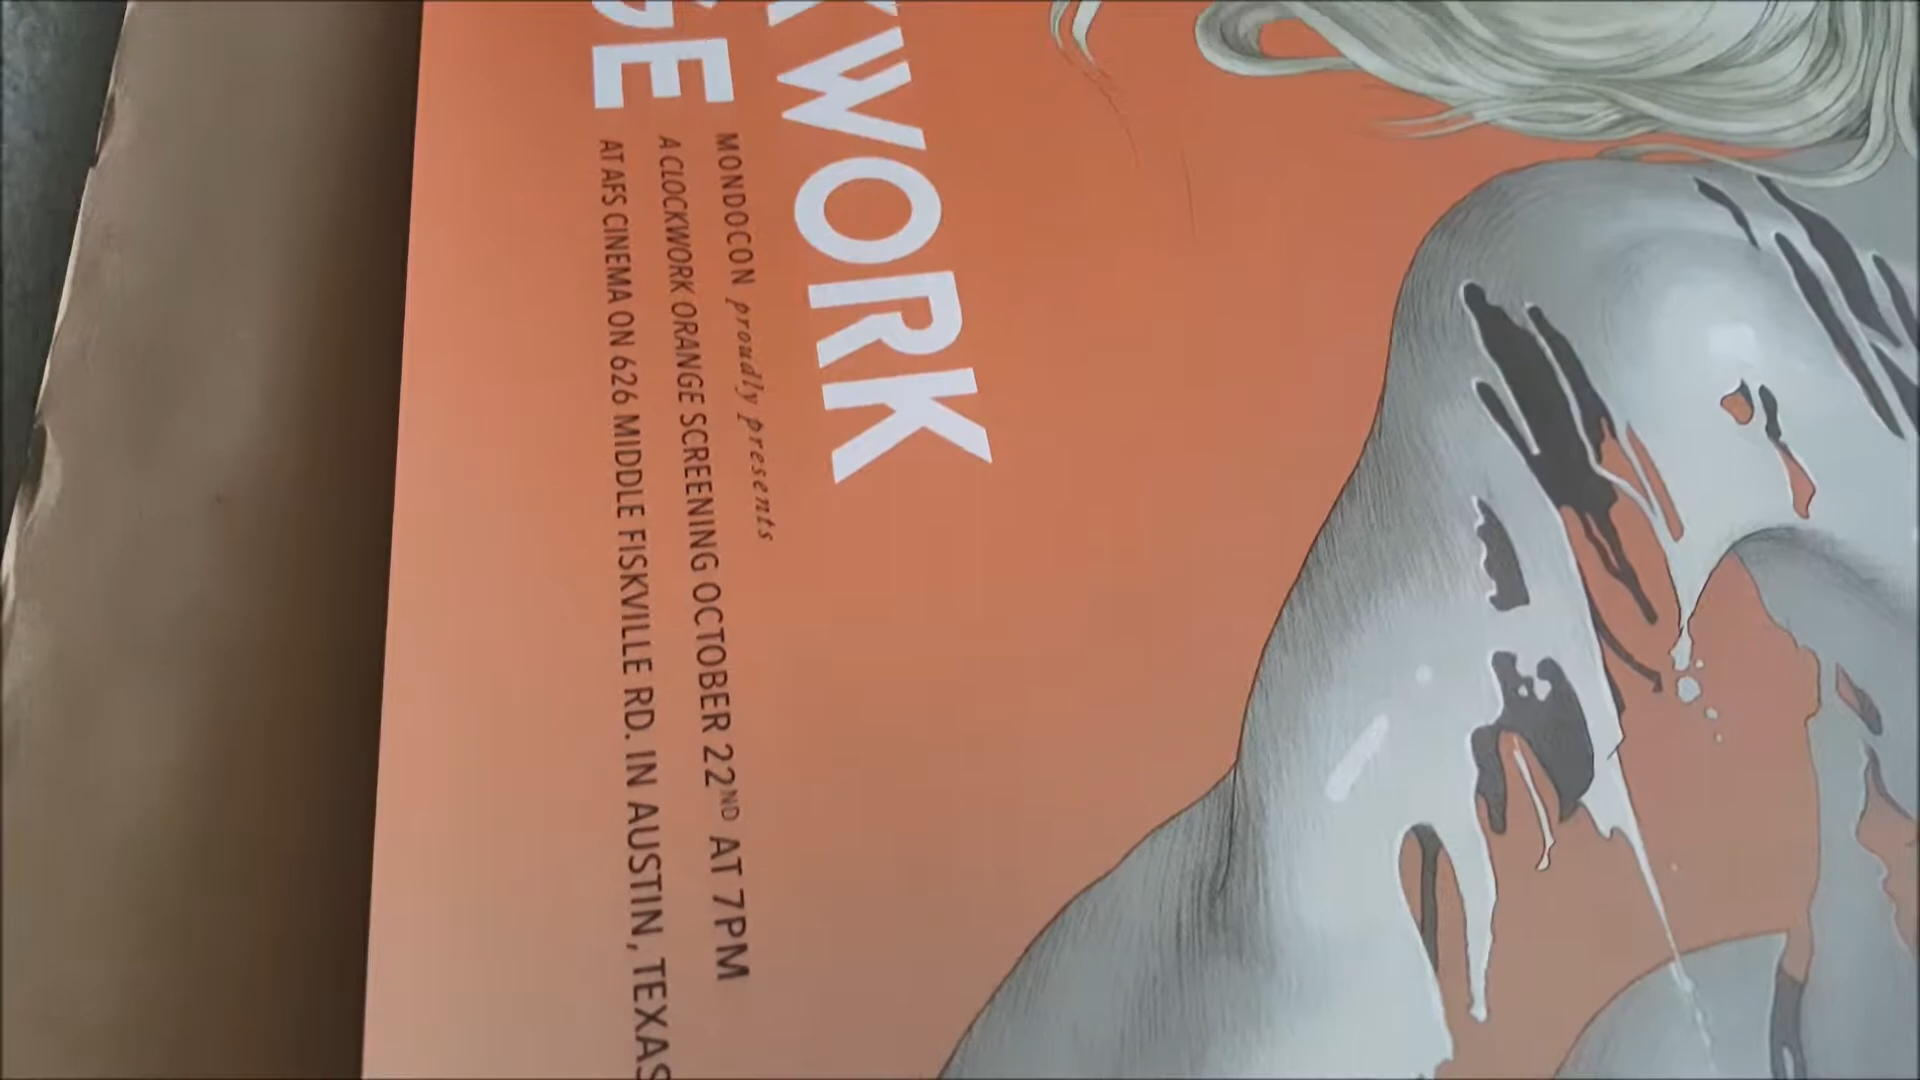 KWORK
GE
MONDOCON proudly presents
A CLOCKWORK ORANGE SCREENING OCTOBER 22ND AT 7PM
AT AFS CINEMA ON 626 MIDDLE FISKVILLE RD. IN AUSTIN, TEXAS